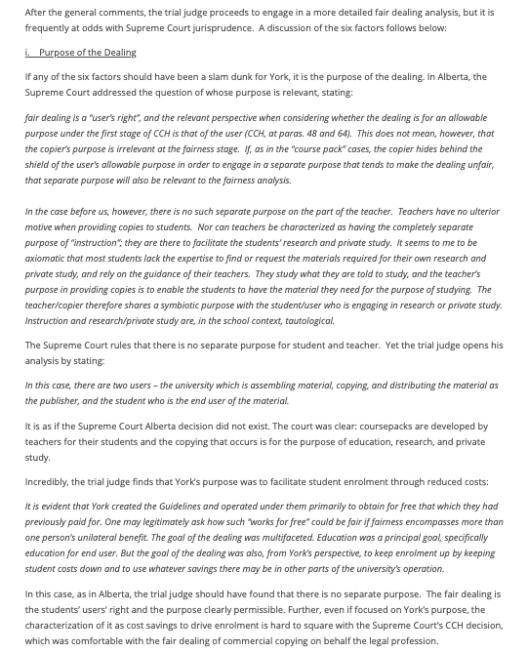 After the general comments, the trial judge proceeds to engage in a more detailed fair dealing analysis, but it is
frequently at odds with Supreme Court jurisprudence.  A discussion of the six factors follows below:
i.   Purpose of the Dealing
If any of the six factors should have been a slam dunk for York, it is the purpose of the dealing. In Alberta, the
Supreme Court addressed the question of whose purpose is relevant, stating:
fair dealing is a "user's right", and the relevant perspective when considering whether the dealing is for an allowable
purpose under the first stage of CCH is that of the user (CCH, at paras. 48 and 64).  This does not mean, however, that
the copier's purpose is irrelevant at the fairness stage.  If, as in the "course pack" cases, the copier hides behind the
shield of the user's allowable purpose in order to engage in a separate purpose that tends to make the dealing unfair,
that separate purpose will also be relevant to the fairness analysis.
In the case before us, however, there is no such separate purpose on the part of the teacher.  Teachers have no ulterior
motive when providing copies to students.  Nor can teachers be characterized as having the completely separate
purpose of "instruction"; they are there to facilitate the students' research and private study.  It seems to me to be
axiomatic that most students lack the expertise to find or request the materials required for their own research and
private study, and rely on the guidance of their teachers.  They study what they are told to study, and the teacher's
purpose in providing copies is to enable the students to have the material they need for the purpose of studying.  The
teacher/copier therefore shares a symbiotic purpose with the student/user who is engaging in research or private study.
Instruction and research/private study are, in the school context, tautological.
The Supreme Court rules that there is no separate purpose for student and teacher.  Yet the trial judge opens his
analysis by stating:
In this case, there are two users – the university which is assembling material, copying, and distributing the material as
the publisher, and the student who is the end user of the material.
It is as if the Supreme Court Alberta decision did not exist. The court was clear: coursepacks are developed by
teachers for their students and the copying that occurs is for the purpose of education, research, and private
study.
Incredibly, the trial judge finds that York's purpose was to facilitate student enrolment through reduced costs:
It is evident that York created the Guidelines and operated under them primarily to obtain for free that which they had
previously paid for. One may legitimately ask how such "works for free" could be fair if fairness encompasses more than
one person's unilateral benefit. The goal of the dealing was multifaceted. Education was a principal goal, specifically
education for end user. But the goal of the dealing was also, from York's perspective, to keep enrolment up by keeping
student costs down and to use whatever savings there may be in other parts of the university's operation.
In this case, as in Alberta, the trial judge should have found that there is no separate purpose.  The fair dealing is
the students' users' right and the purpose clearly permissible. Further, even if focused on York's purpose, the
characterization of it as cost savings to drive enrolment is hard to square with the Supreme Court's CCH decision,
which was comfortable with the fair dealing of commercial copying on behalf the legal profession.